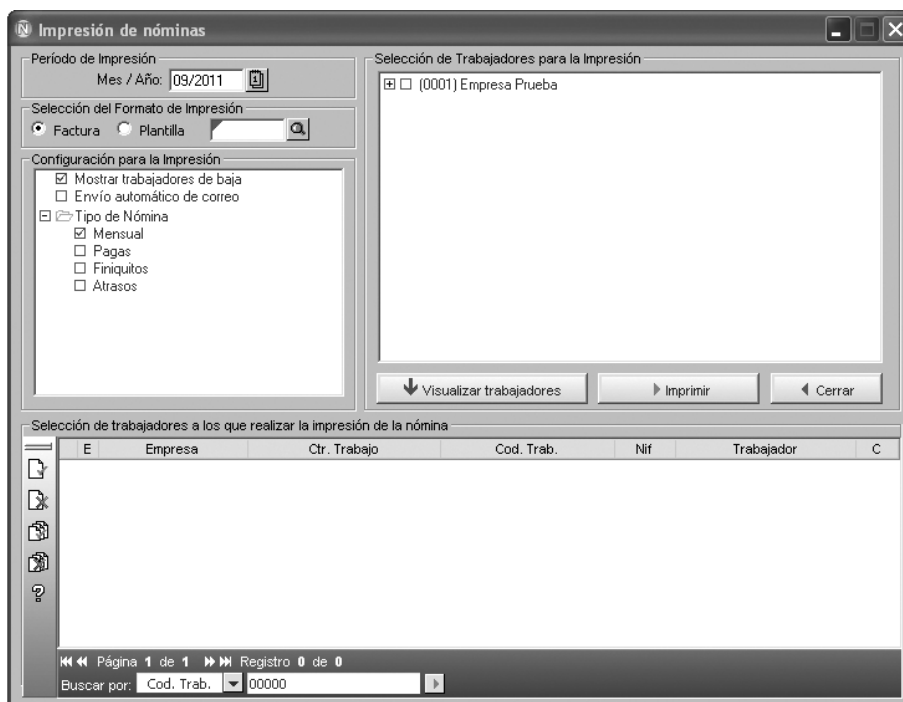 Impresión de nóminas
Período de Impresión
Mes / Año: 09/2011
Selección del Formato de Impresión
Factura Plantilla
Configuración para la Impresión
Mostrar trabajadores de baja
Envío automático de correo
Tipo de Nómina
Mensual
Pagas
Finiquitos
Atrasos
Selección de Trabajadores para la Impresión
(0001) Empresa Prueba
Visualizar trabajadores Imprimir Cerrar
Selección de trabajadores a los que realizar la impresión de la nómina
E Empresa Ctr. Trabajo Cod. Trab. Nif Trabajador C
Página 1 de 1 Registro 0 de 0
Buscar por: Cod. Trab. 00000